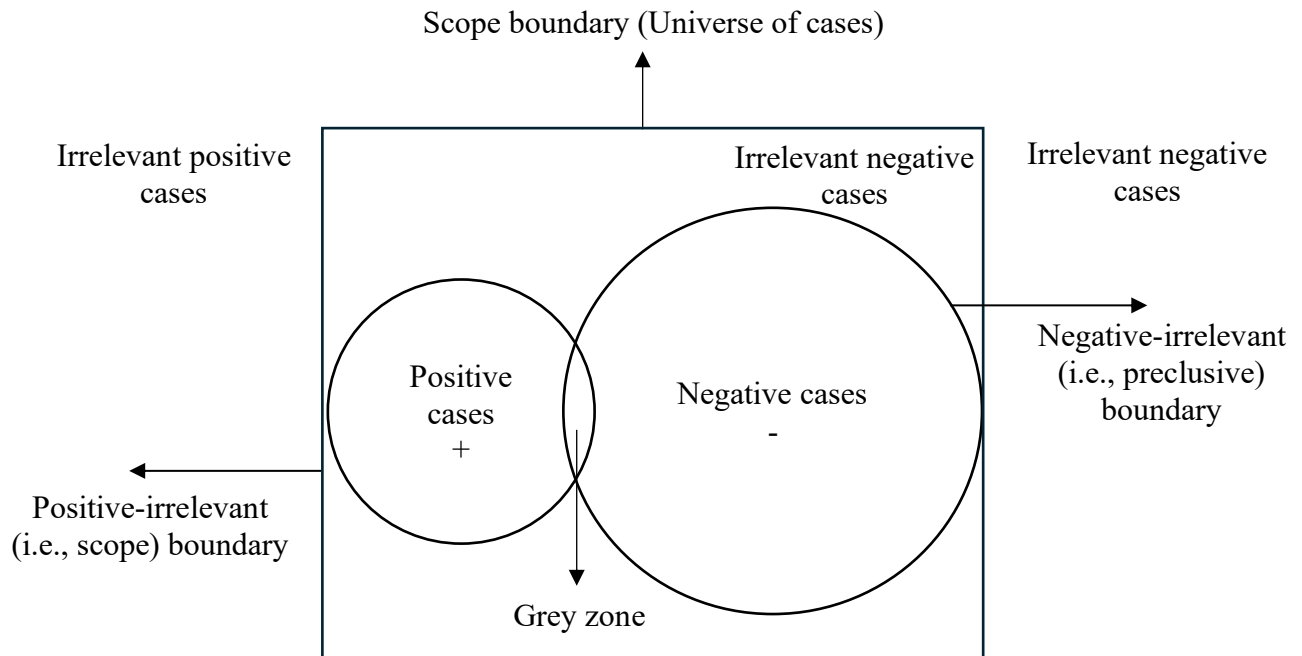 Scope boundary (Universe of cases)
Irrelevant positive
cases
Irrelevant negative
cases
Irrelevant negative
cases
Positive
cases
+
Negative cases
-
Negative-irrelevant
(i.e., preclusive)
boundary
Positive-irrelevant
(i.e., scope) boundary
Grey zone